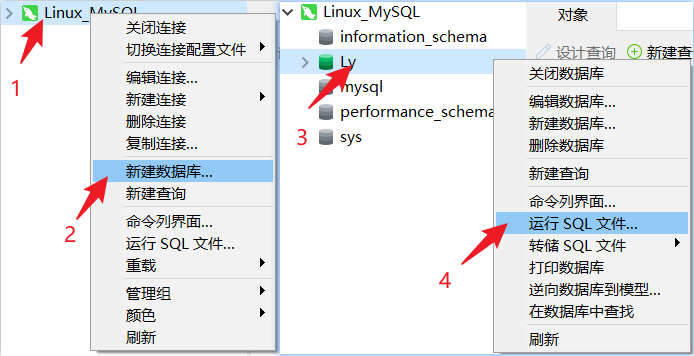 Linux_MySQL
关闭连接
切换连接配置文件
编辑连接...
新建连接
删除连接
复制连接...
新建数据库...
新建查询
命令列界面...
运行 SQL 文件...
重载
管理组
颜色
刷新
1
2
Linux_MySQL
information_schema
Ly
mysql
performance_schema
sys
3
对象
设计查询
新建查
关闭数据库
编辑数据库...
新建数据库...
删除数据库
新建查询
命令列界面...
运行 SQL 文件...
转储 SQL 文件
打印数据库
逆向数据库到模型...
在数据库中查找
刷新
4